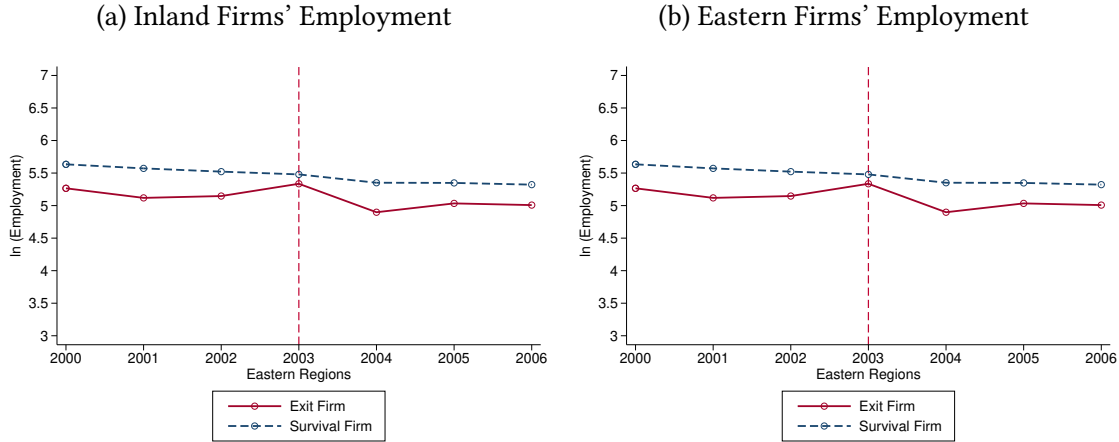 (a) Inland Firms’ Employment
7
6.5
6
5.5
5
4.5
4
3.5
3
ln (Employment)
2000 2001 2002 2003 2004 2005 2006
Eastern Regions
Exit Firm
Survival Firm
(b) Eastern Firms’ Employment
7
6.5
6
5.5
5
4.5
4
3.5
3
ln (Employment)
2000 2001 2002 2003 2004 2005 2006
Eastern Regions
Exit Firm
Survival Firm